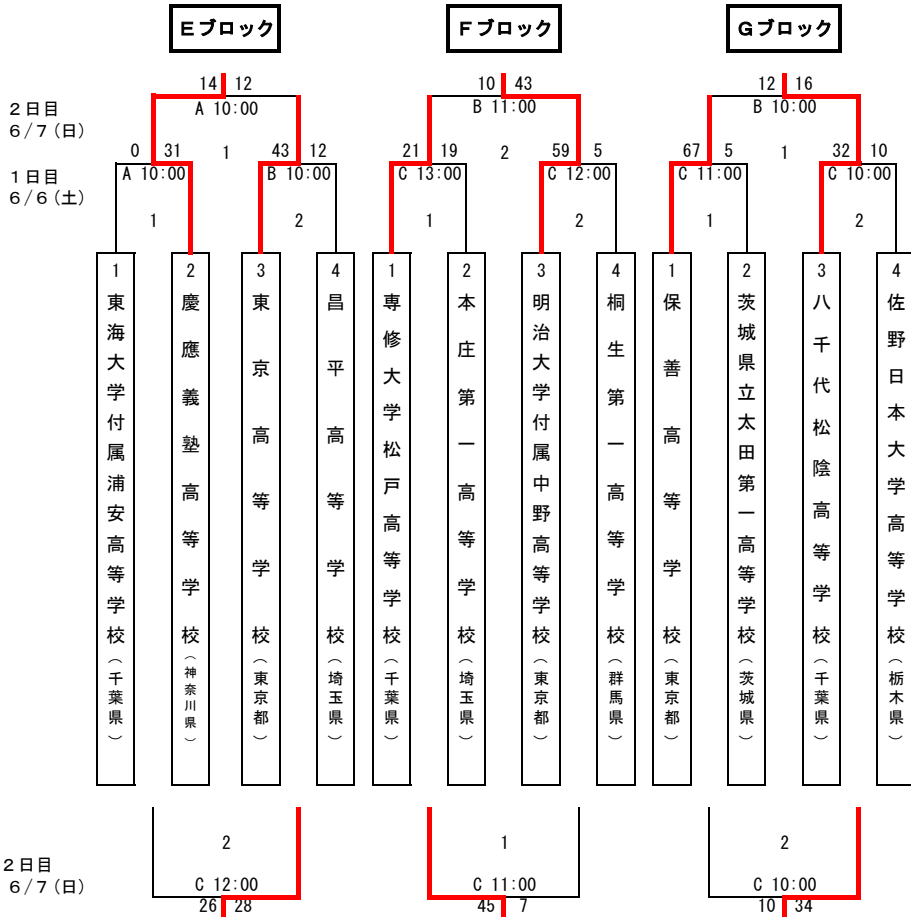 Eブロック
Fブロック
Gブロック
14 12
10 43
12 16
2日目
6/7(日)
A 10:00
B 11:00
B 10:00
0 31
1
43 12
21 19
2
59 5
67 5
1
32 10
1日目
6/6(土)
A 10:00
B 10:00
C 13:00
C 12:00
C 11:00
C 10:00
1
2
1
2
1
2
1 東海大学付属浦安高等学校(千葉県)
2 慶應義塾高等学校(神奈川県)
3 東京高等学校(東京都)
4 昌平高等学校(埼玉県)
1 専修大学松戸高等学校(千葉県)
2 本庄第一高等学校(埼玉県)
3 明治大学付属中野高等学校(東京都)
4 桐生第一高等学校(群馬県)
1 保善高等学校(東京都)
2 茨城県立太田第一高等学校(茨城県)
3 八千代松陰高等学校(千葉県)
4 佐野日本大学高等学校(栃木県)
2
1
2
2日目
6/7(日)
C 12:00
C 11:00
C 10:00
26 28
45 7
10 34